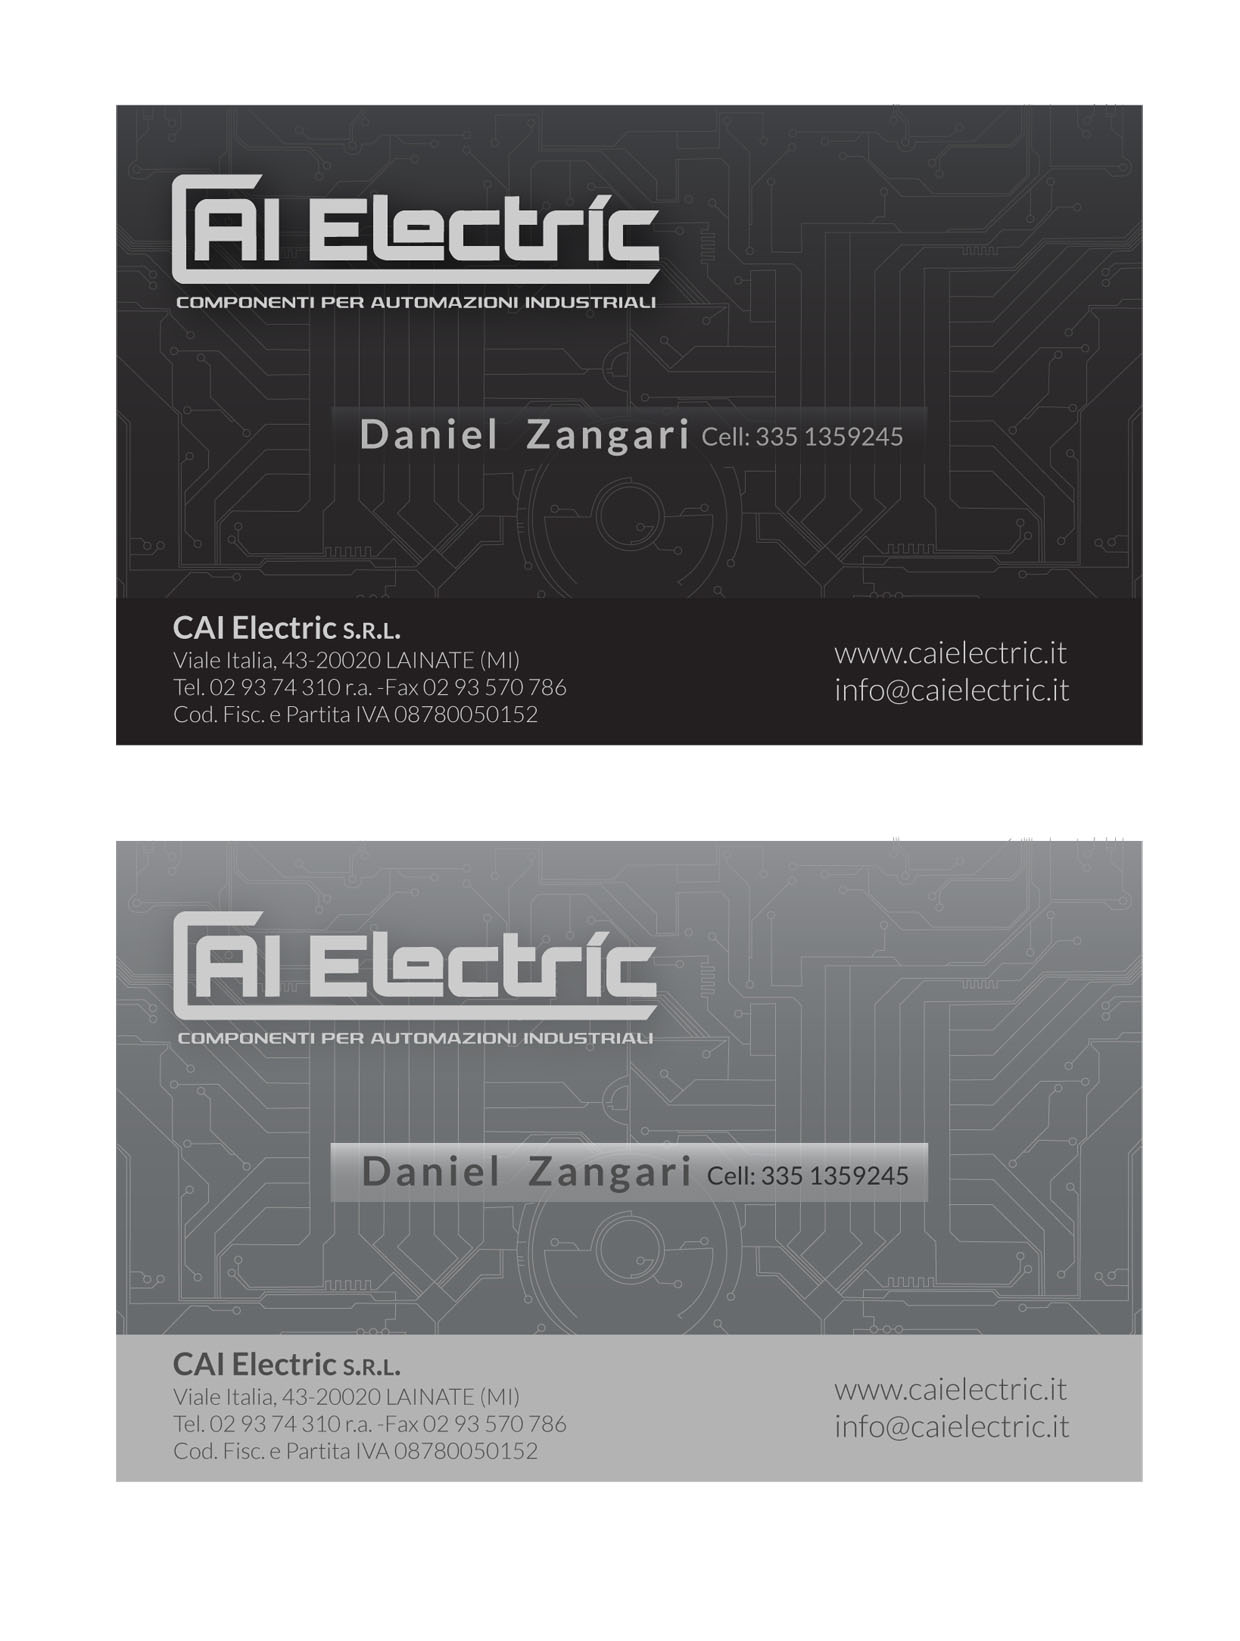 CAI Electric
COMPONENTI PER AUTOMAZIONI INDUSTRIALI
Daniel Zangari Cell: 335 1359245
CAI Electric S.R.L.
Viale Italia, 43-20020 LAINATE (MI)
Tel. 02 93 74 310 r.a. -Fax 02 93 570 786
Cod. Fisc. e Partita IVA 08780050152
www.caielectric.it
info@caielectric.it
CAI Electric
COMPONENTI PER AUTOMAZIONI INDUSTRIALI
Daniel Zangari Cell: 335 1359245
CAI Electric S.R.L.
Viale Italia, 43-20020 LAINATE (MI)
Tel. 02 93 74 310 r.a. -Fax 02 93 570 786
Cod. Fisc. e Partita IVA 08780050152
www.caielectric.it
info@caielectric.it